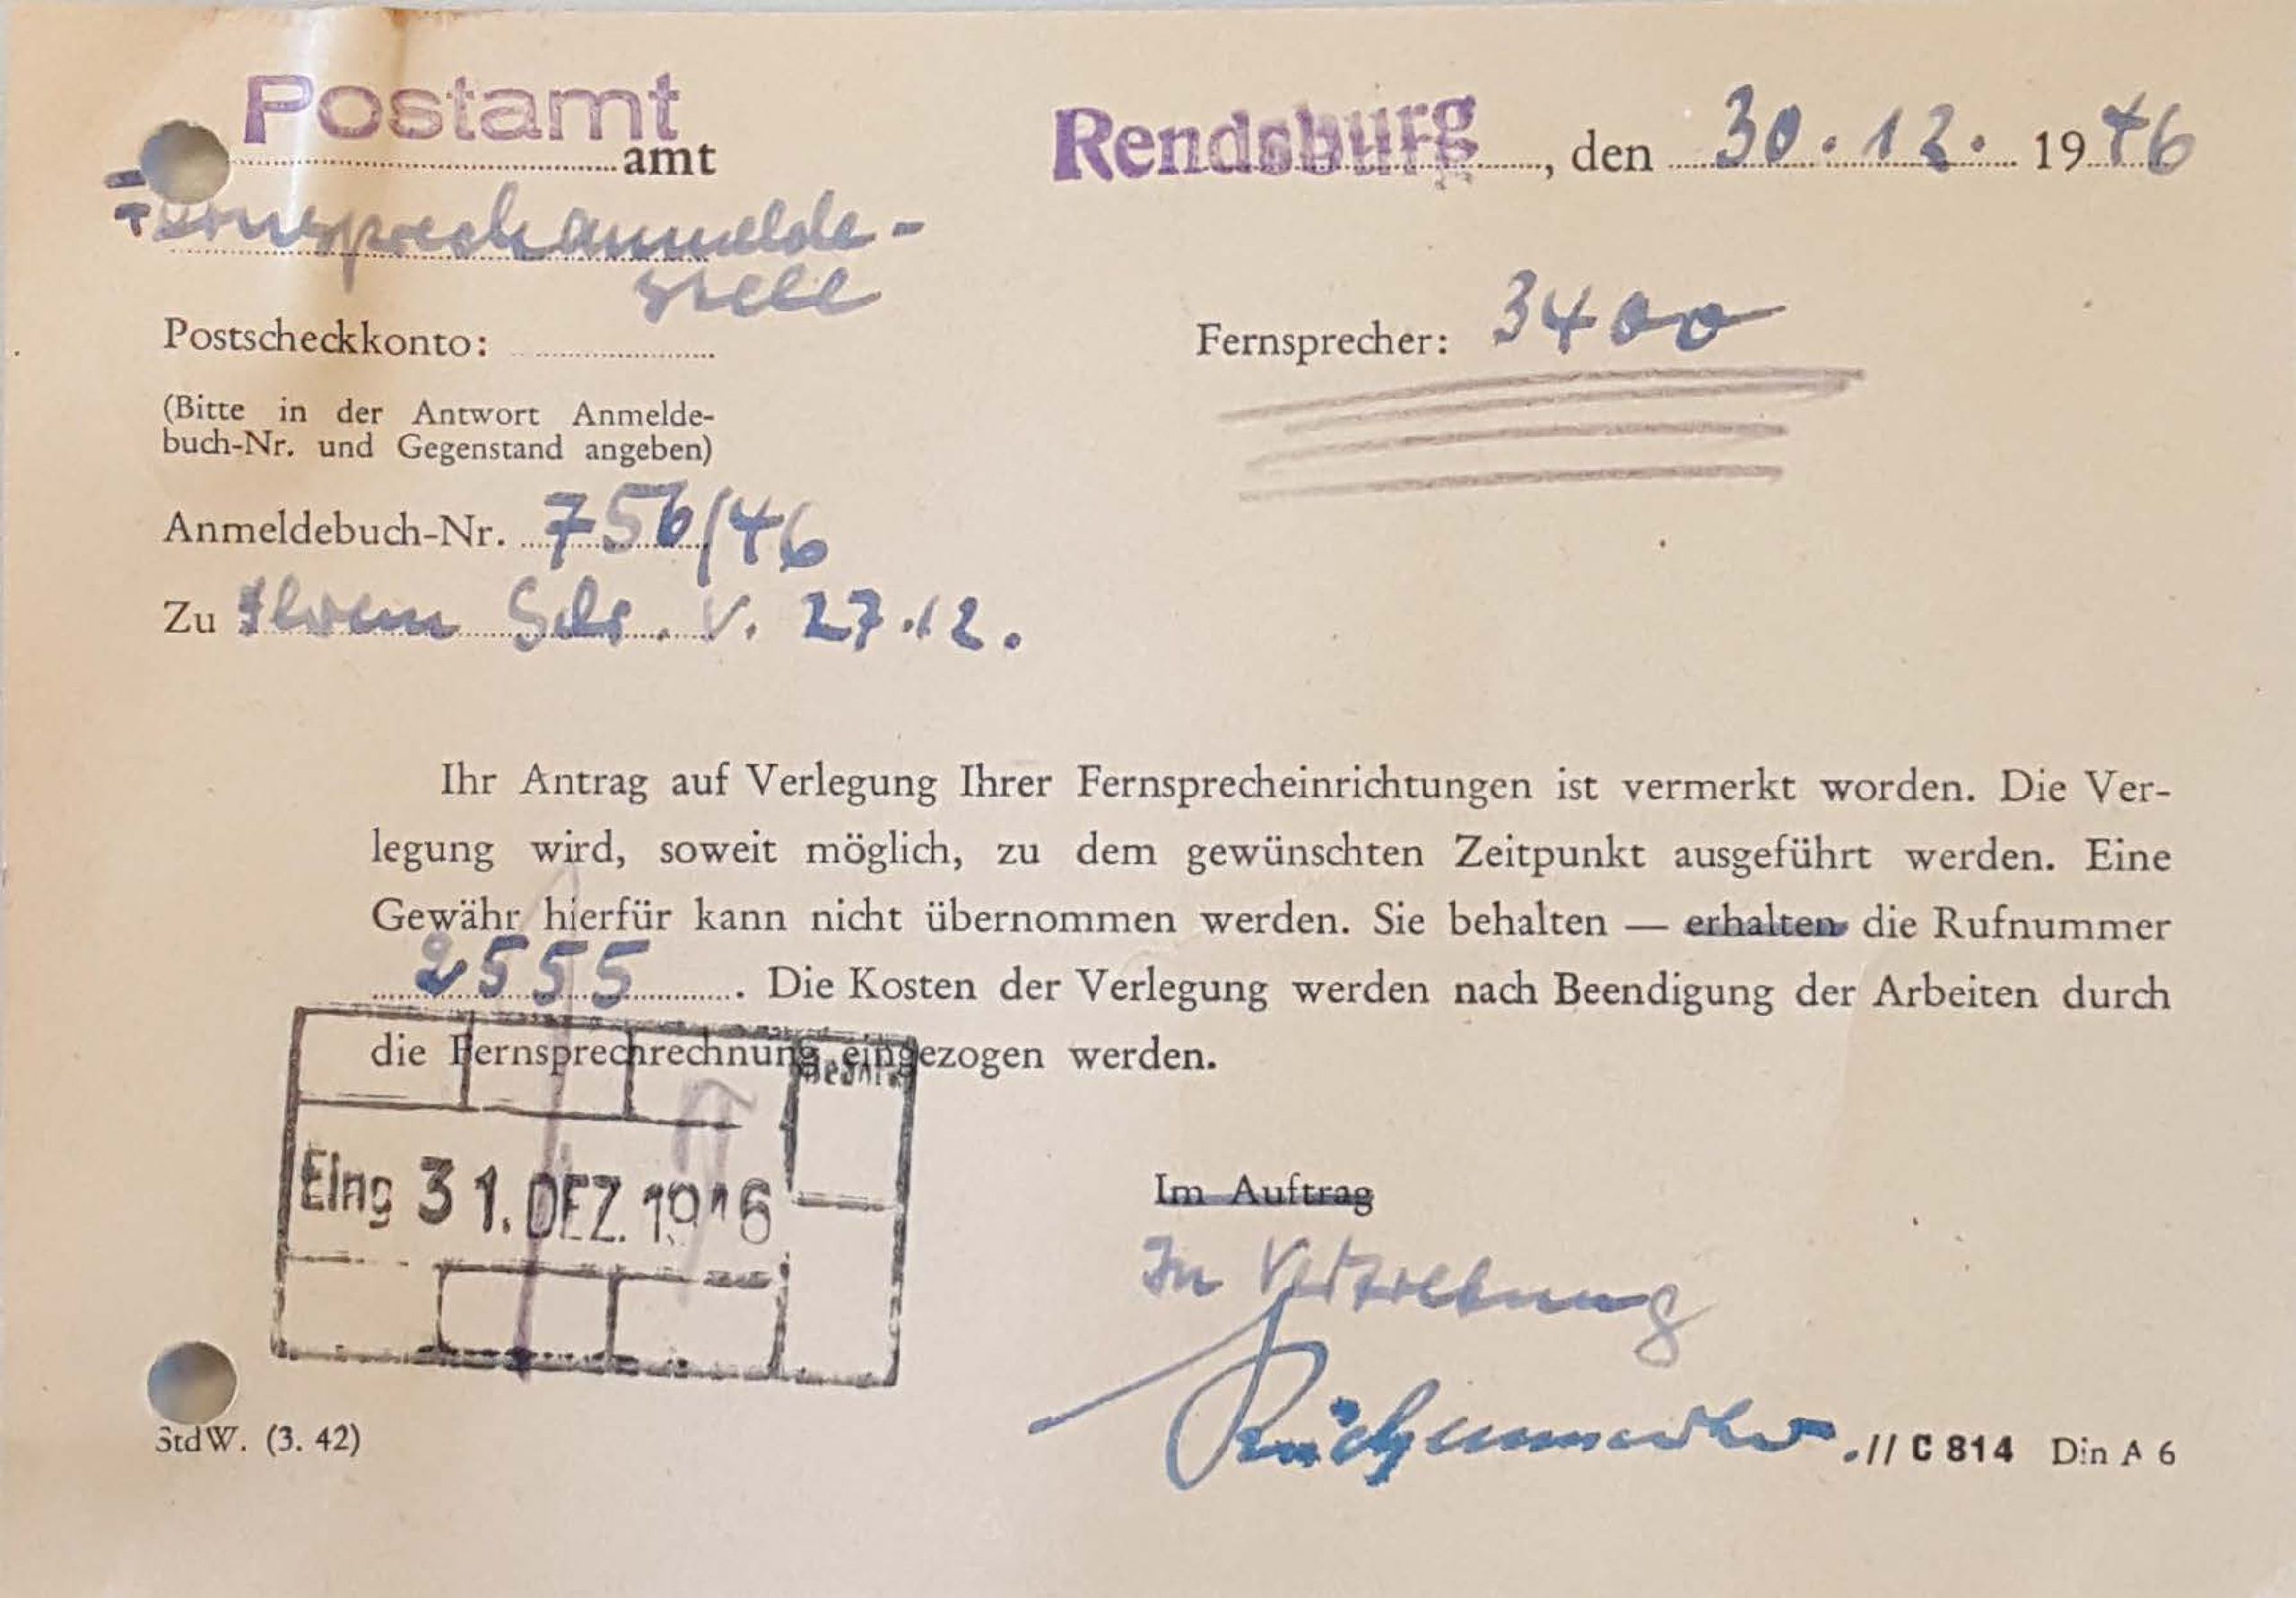 Postamt
amt
Rendsburg, den 30.12. 1946
Fernsprechanmelde-
stelle
Postscheckkonto:
Fernsprecher: 3400
(Bitte in der Antwort Anmelde-
buch-Nr. und Gegenstand angeben)
Anmeldebuch-Nr. 756/46
Zu Ihrem Schr. v. 27.12.
Ihr Antrag auf Verlegung Ihrer Fernsprecheinrichtungen ist vermerkt worden. Die Ver-
legung wird, soweit möglich, zu dem gewünschten Zeitpunkt ausgeführt werden. Eine
Gewähr hierfür kann nicht übernommen werden. Sie behalten — erhalten die Rufnummer
2555. Die Kosten der Verlegung werden nach Beendigung der Arbeiten durch
die Fernsprechrechnung eingezogen werden.
Eing 31. DEZ. 1946
Im Auftrag
In Vertretung
StdW. (3. 42)
.// C 814 Din A 6